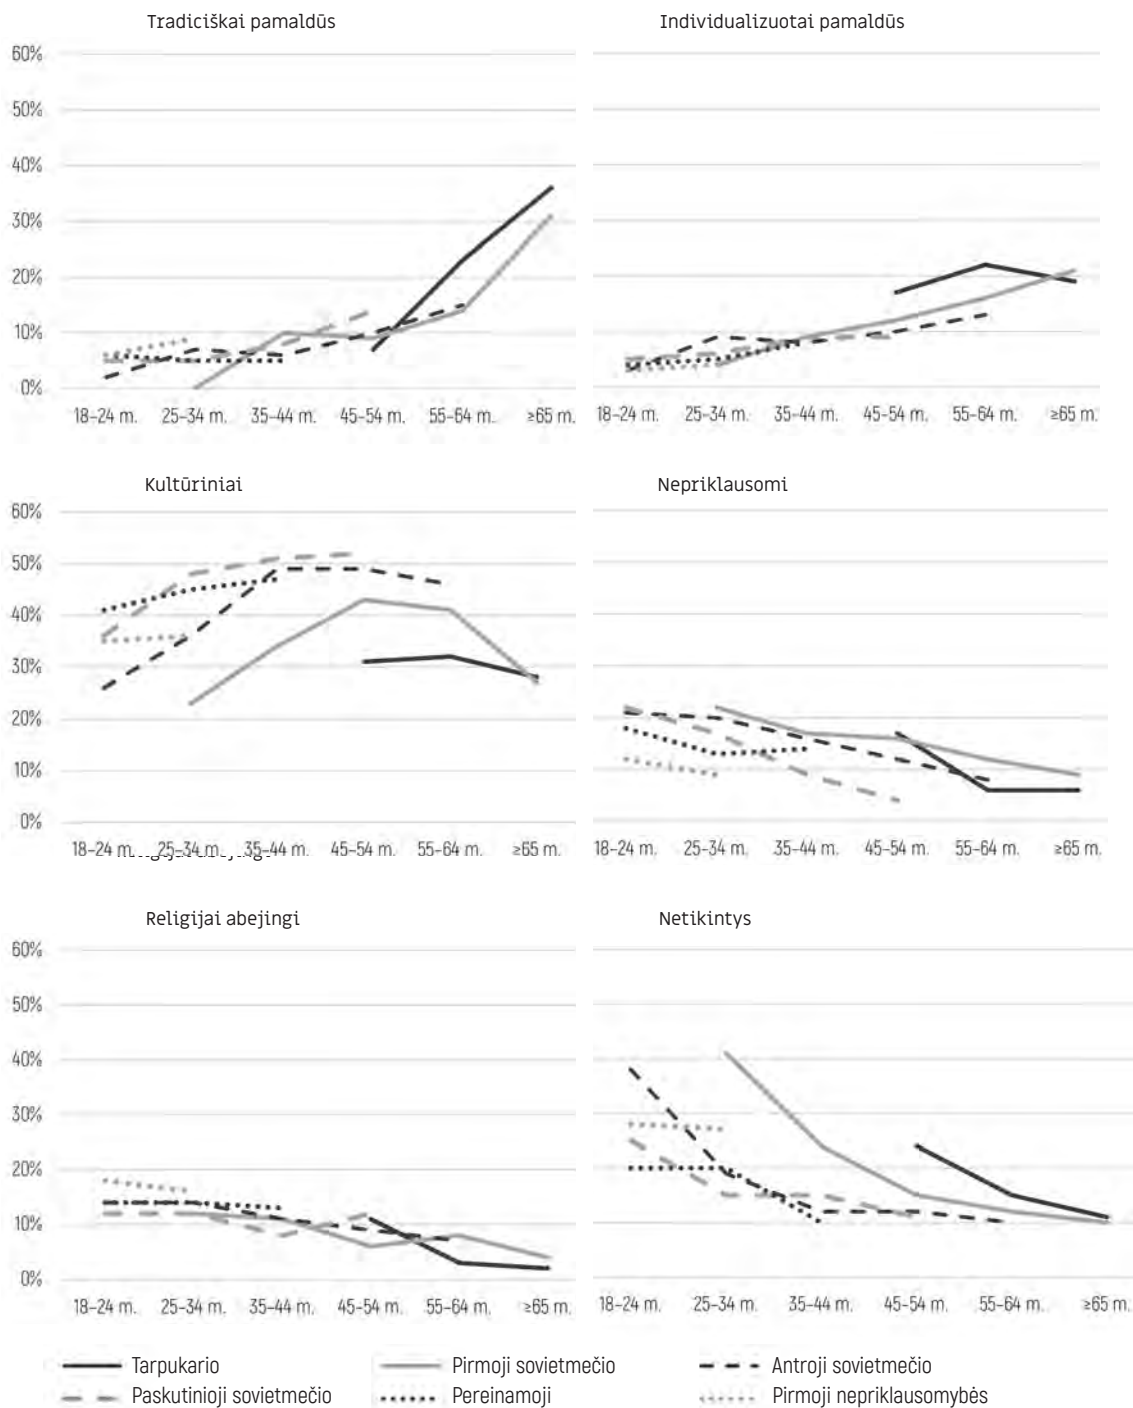 Tradiciškai pamaldūs
Individualizuotai pamaldūs
60%
50%
40%
30%
20%
10%
0%
18–24 m. 25–34 m. 35–44 m. 45–54 m. 55–64 m. ≥65 m.
18–24 m. 25–34 m. 35–44 m. 45–54 m. 55–64 m. ≥65 m.
Kultūriniai
Nepriklausomi
60%
50%
40%
30%
20%
10%
0%
18–24 m. 25–34 m. 35–44 m. 45–54 m. 55–64 m. ≥65 m.
18–24 m. 25–34 m. 35–44 m. 45–54 m. 55–64 m. ≥65 m.
Religijai abejingi
Netikintys
60%
50%
40%
30%
20%
10%
0%
18–24 m. 25–34 m. 35–44 m. 45–54 m. 55–64 m. ≥65 m.
18–24 m. 25–34 m. 35–44 m. 45–54 m. 55–64 m. ≥65 m.
Tarpukario Pirmoji sovietmečio Antroji sovietmečio
Paskutinioji sovietmečio Pereinamoji Pirmoji nepriklausomybės